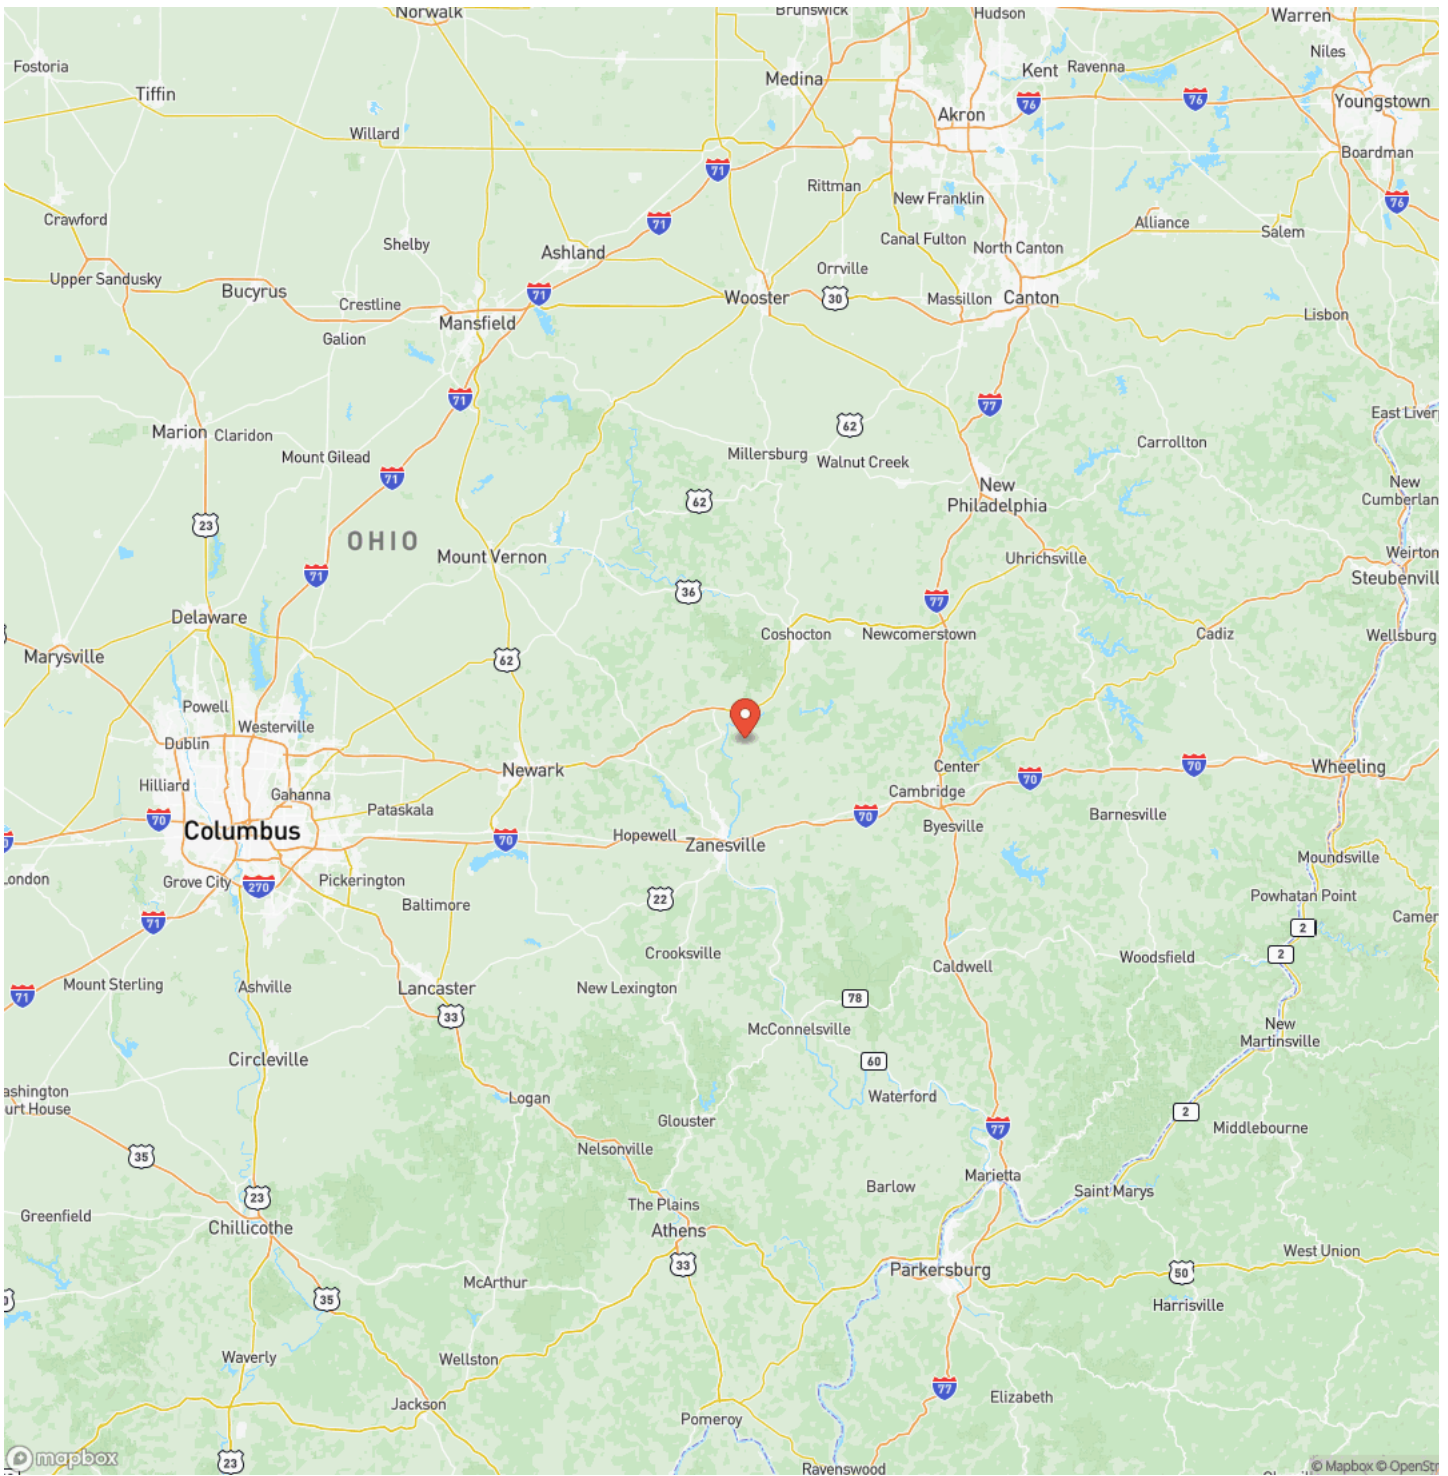 Norwalk
Brunswick
Hudson
Warren
Fostoria
Niles
Medina
Kent
Ravenna
Tiffin
76
76
Youngstown
Akron
Willard
Boardman
71
Rittman
New Franklin
76
Crawford
71
Alliance
Shelby
Canal Fulton
North Canton
Salem
Ashland
Orrville
Upper Sandusky
Bucyrus
71
Wooster
30
Massillon
Canton
Crestline
Mansfield
Lisbon
Galion
71
77
East Liverp
62
Marion
Claridon
Carrollton
Mount Gilead
Millersburg
Walnut Creek
71
New
Philadelphia
New
Cumberlan
62
23
OHIO
Mount Vernon
Uhrichsville
Weirton
71
Steubenvill
36
77
Delaware
Coshocton
Newcomerstown
Cadiz
Wellsburg
Marysville
62
Powell
Westerville
Dublin
Newark
Center
70
Wheeling
70
Hilliard
Gahanna
Cambridge
Pataskala
70
70
Barnesville
Columbus
Hopewell
70
Byesville
Zanesville
Moundsville
London
Grove City
270
Pickerington
Powhatan Point
22
Baltimore
71
2
Camer
Crooksville
2
Woodsfield
Caldwell
Mount Sterling
Ashville
Lancaster
New Lexington
71
78
33
McConnelsville
New
Martinsville
Circleville
60
ashington
urt House
Logan
Waterford
2
Glouster
77
Middlebourne
35
Nelsonville
Marietta
Barlow
Saint Marys
23
The Plains
Greenfield
Chillicothe
Athens
West Union
33
Parkersburg
50
McArthur
35
Harrisville
Waverly
Wellston
77
Elizabeth
Jackson
Pomeroy
mapbox
23
Ravenswood
© Mapbox © OpenStr